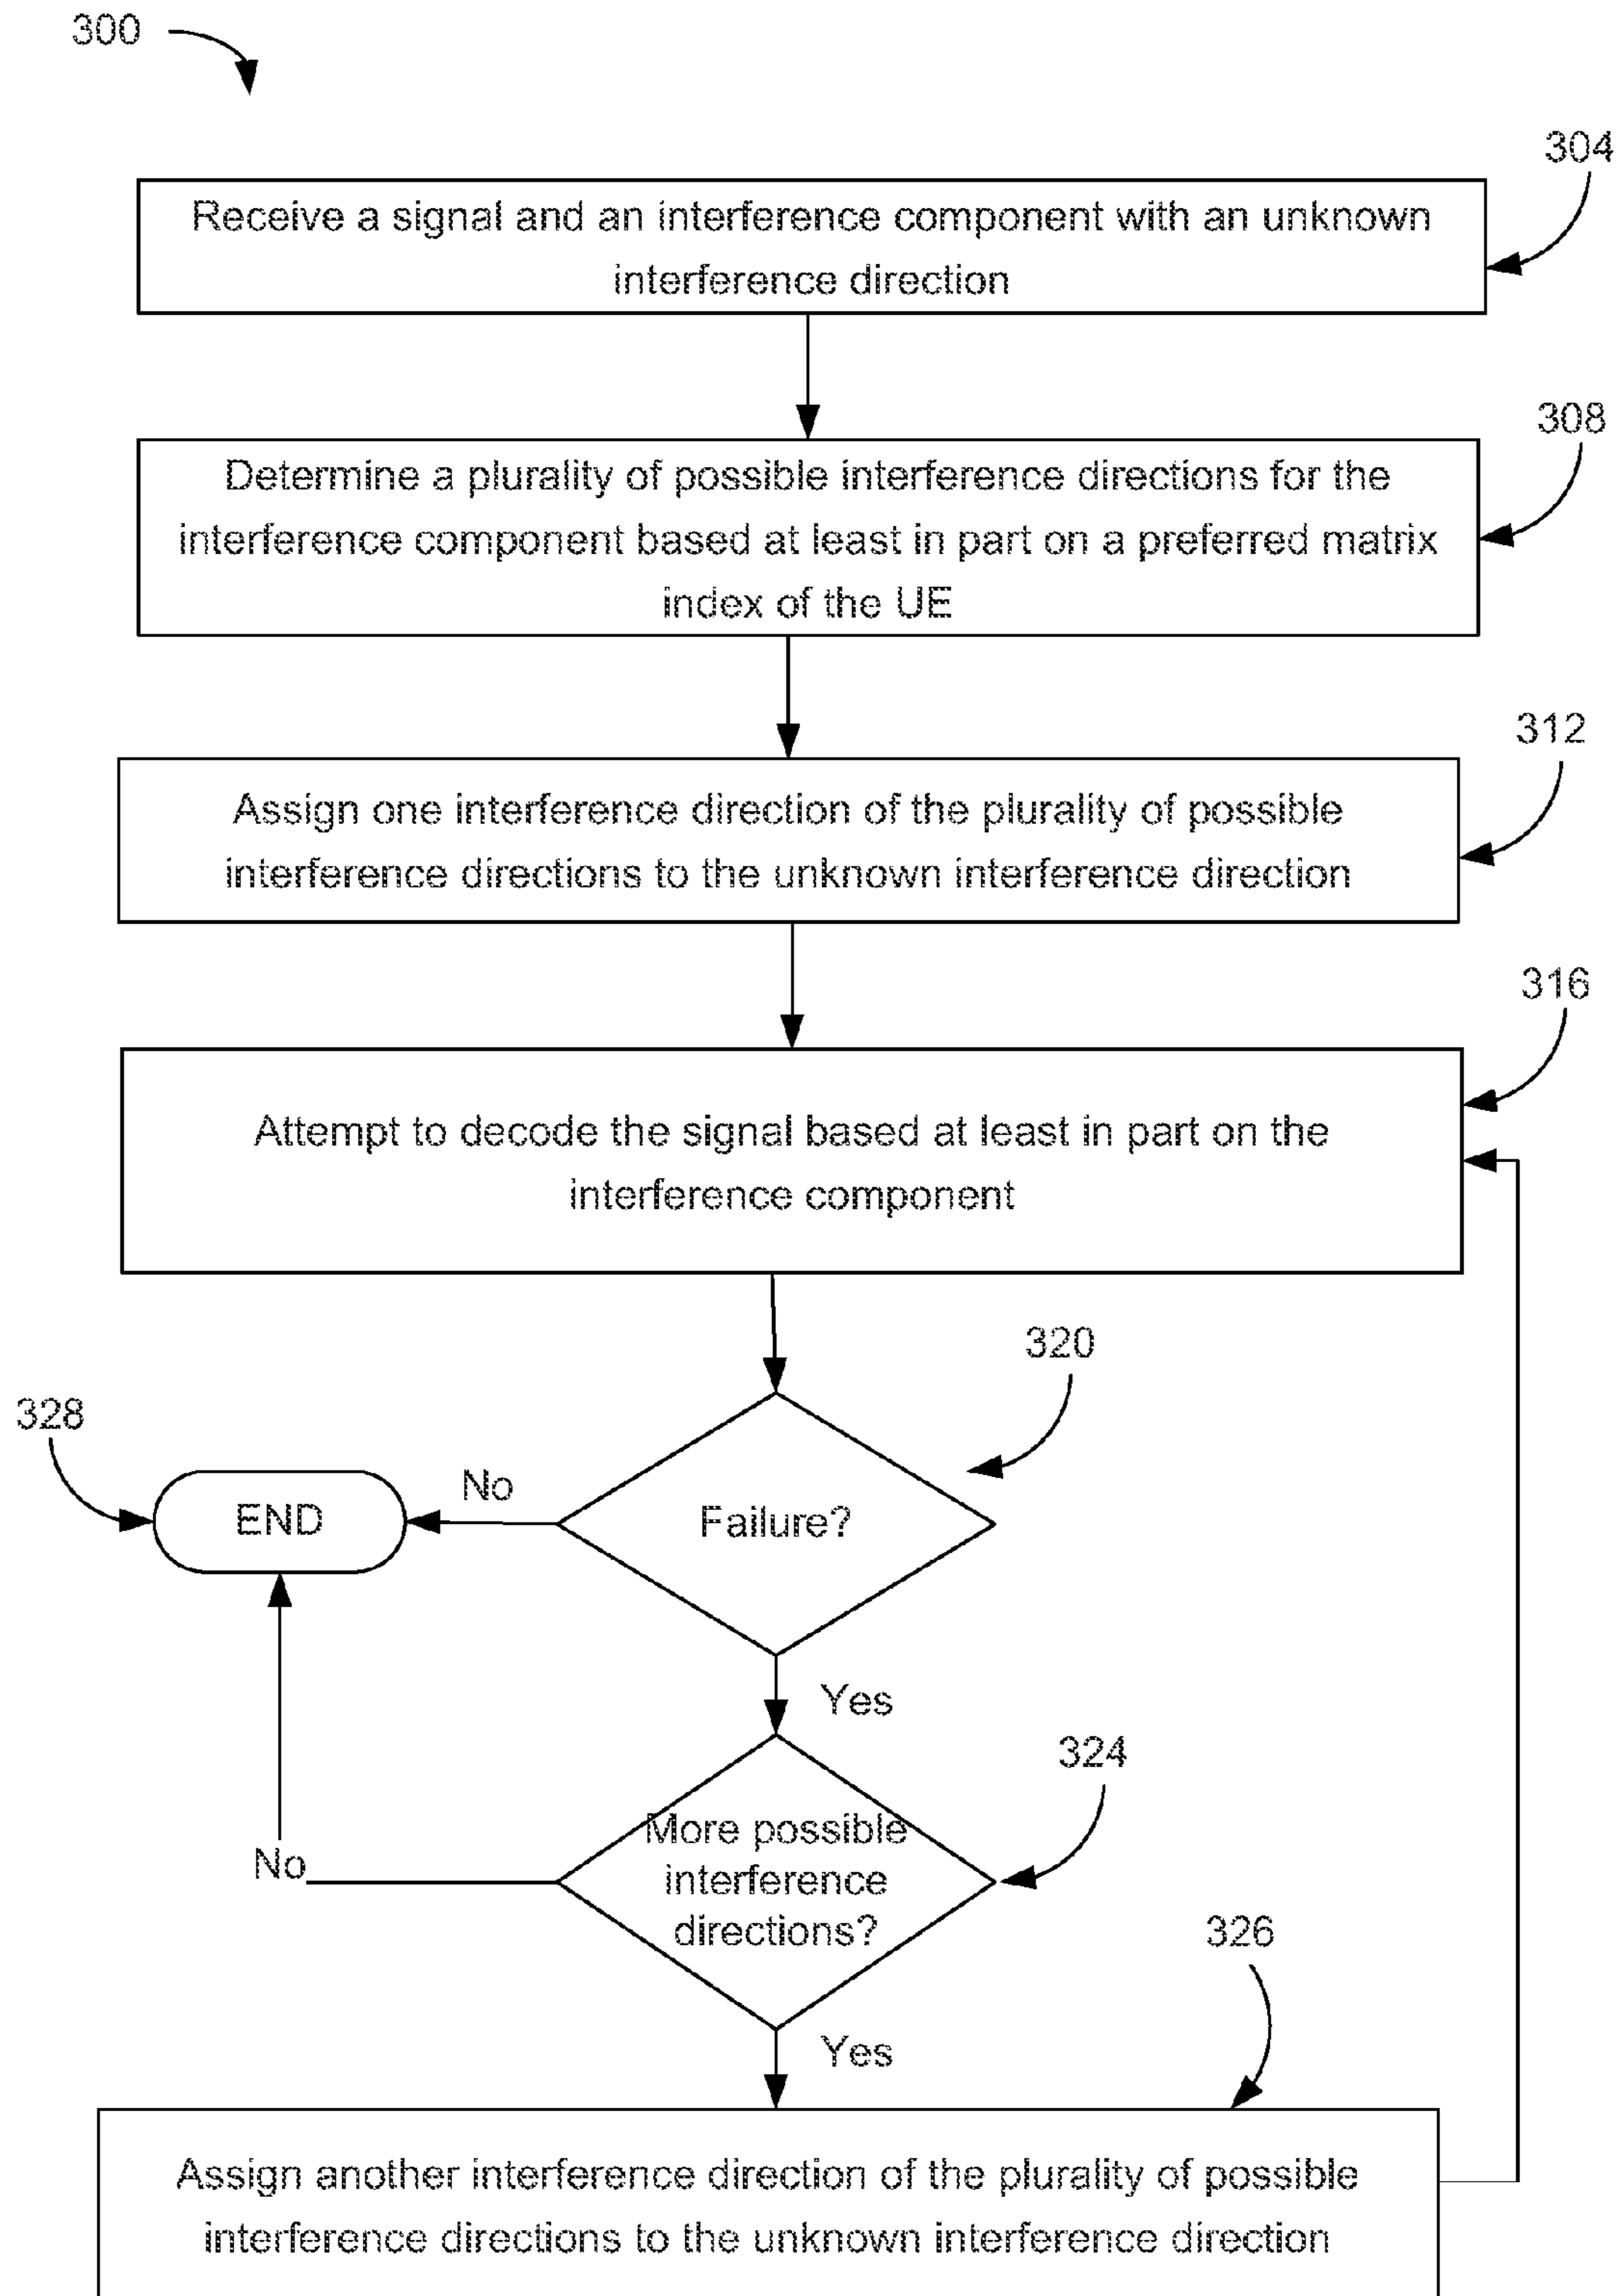 300
304
Receive a signal and an interference component with an unknown
interference direction
308
Determine a plurality of possible interference directions for the
interference component based at least in part on a preferred matrix
index of the UE
312
Assign one interference direction of the plurality of possible
interference directions to the unknown interference direction
316
Attempt to decode the signal based at least in part on the
interference component
320
328
No
END
Failure?
Yes
324
More possible
interference
directions?
No
326
Yes
Assign another interference direction of the plurality of possible
interference directions to the unknown interference direction